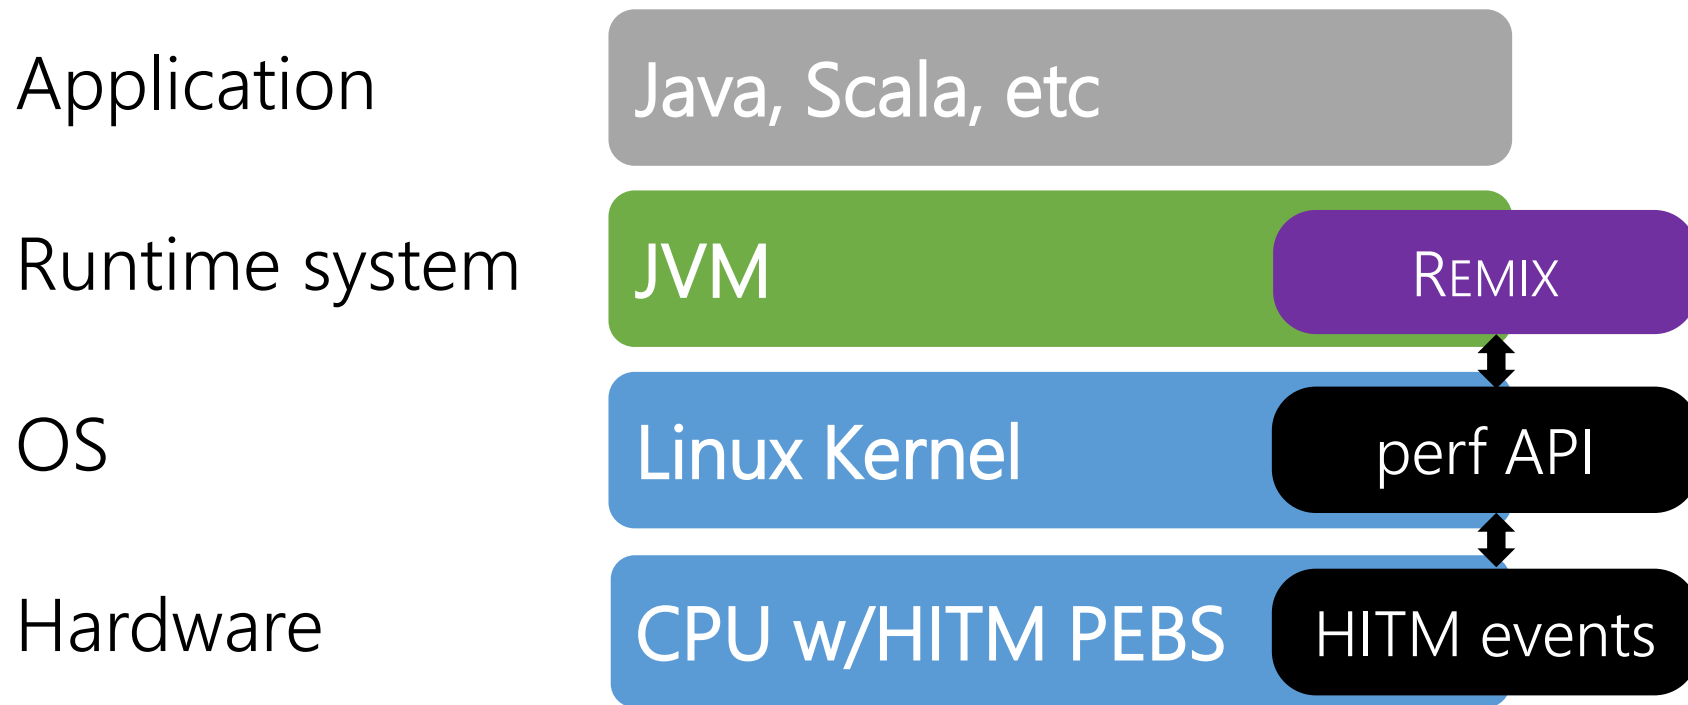 Application
Java, Scala, etc
Runtime system
JVM
REMIX
OS
Linux Kernel
perf API
Hardware
CPU w/HITM PEBS
HITM events